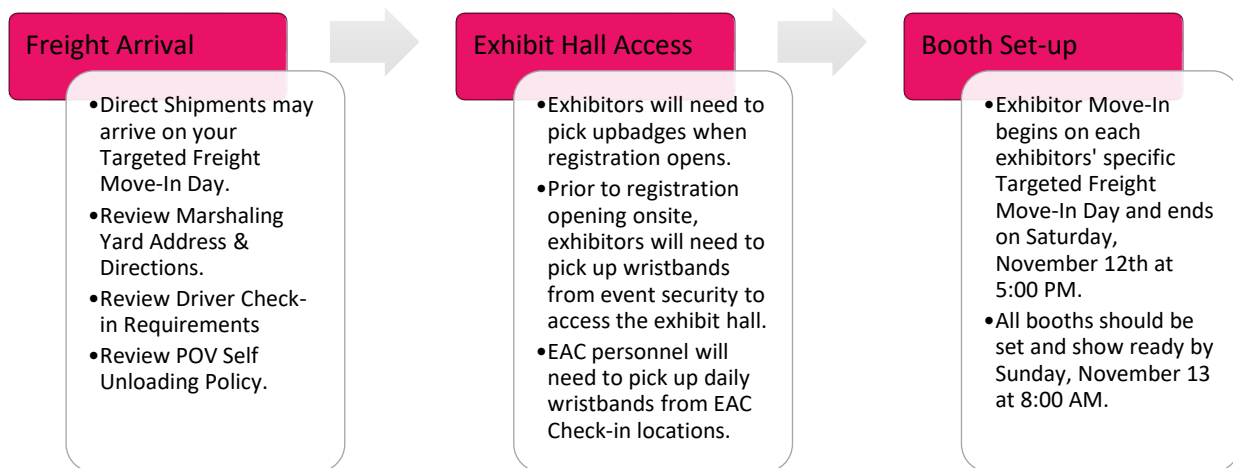 Freight Arrival
•Direct Shipments may
arrive on your
Targeted Freight
Move-In Day.
•Review Marshaling
Yard Address &
Directions.
•Review Driver Check-
in Requirements
•Review POV Self
Unloading Policy.
Exhibit Hall Access
•Exhibitors will need to
pick upbadges when
registration opens.
•Prior to registration
opening onsite,
exhibitors will need to
pick up wristbands
from event security to
access the exhibit hall.
•EAC personnel will
need to pick up daily
wristbands from EAC
Check-in locations.
Booth Set-up
•Exhibitor Move-In
begins on each
exhibitors' specific
Targeted Freight
Move-In Day and ends
on Saturday,
November 12th at
5:00 PM.
•All booths should be
set and show ready by
Sunday, November 13
at 8:00 AM.